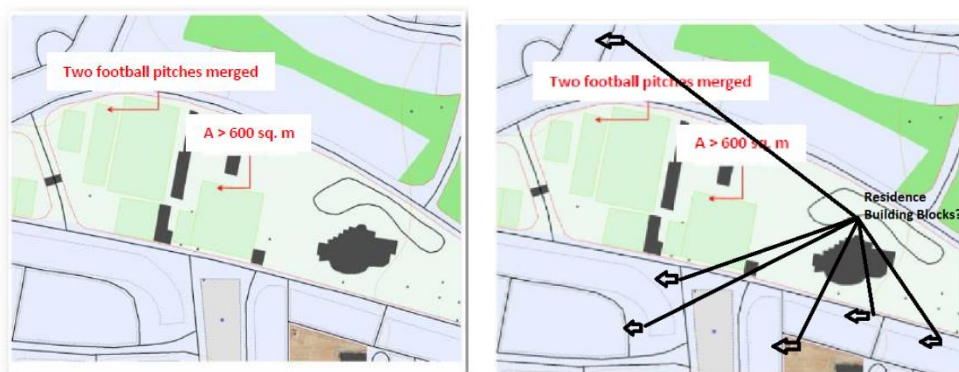 Two football pitches merged
A > 600 sq. m
Two football pitches merged
A > 600 sq. m
Residence
Building Blocks?